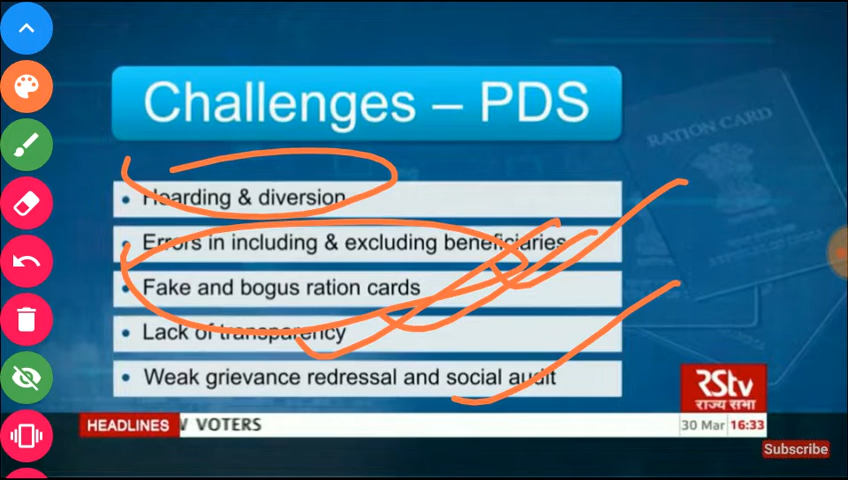 Challenges – PDS
RATION CARD
• Hoarding & diversion
• Errors in including & excluding beneficiaries
• Fake and bogus ration cards
• Lack of transparency
• Weak grievance redressal and social audit
RStv
राज्य सभा
HEADLINES VOTERS 30 Mar 16:33
Subscribe